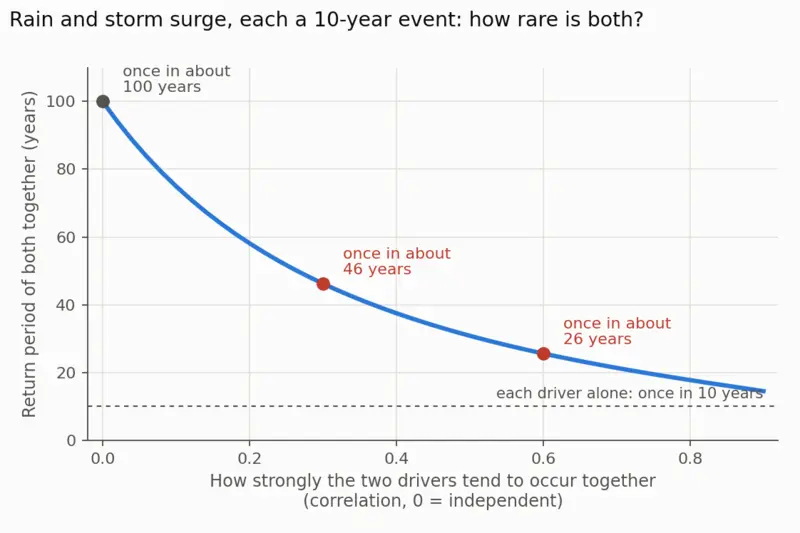 Rain and storm surge, each a 10-year event: how rare is both?
once in about
100 years
Return period of both together (years)
100
80
60
40
20
0
once in about
46 years
once in about
26 years
each driver alone: once in 10 years
0.0
0.2
0.4
0.6
0.8
How strongly the two drivers tend to occur together
(correlation, 0 = independent)